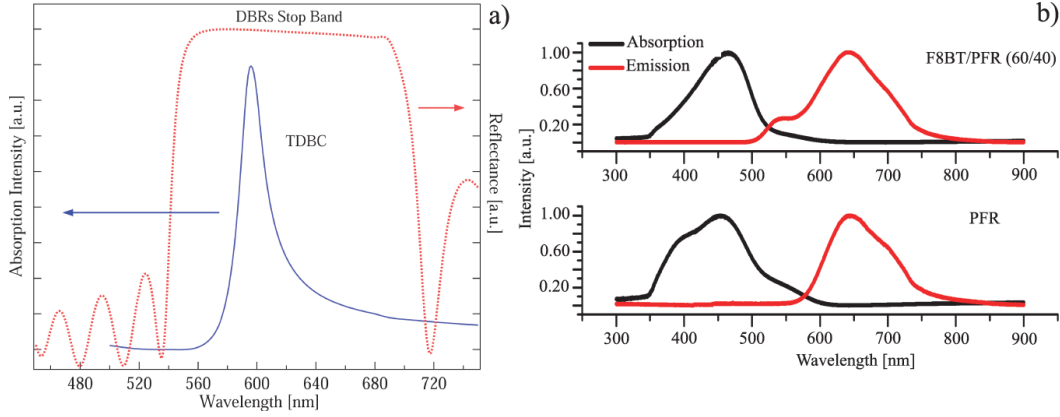 a)
DBRs Stop Band
TDBC
Absorption Intensity [a.u.]
Reflectance [a.u.]
480 520 560 600 640 680 720
Wavelength [nm]
b)
Absorption
Emission
F8BT/PFR (60/40)
1.00
0.60
0.20
300 400 500 600 700 800 900
Intensity [a.u.]
PFR
1.00
0.60
0.20
300 400 500 600 700 800 900
Wavelength [nm]